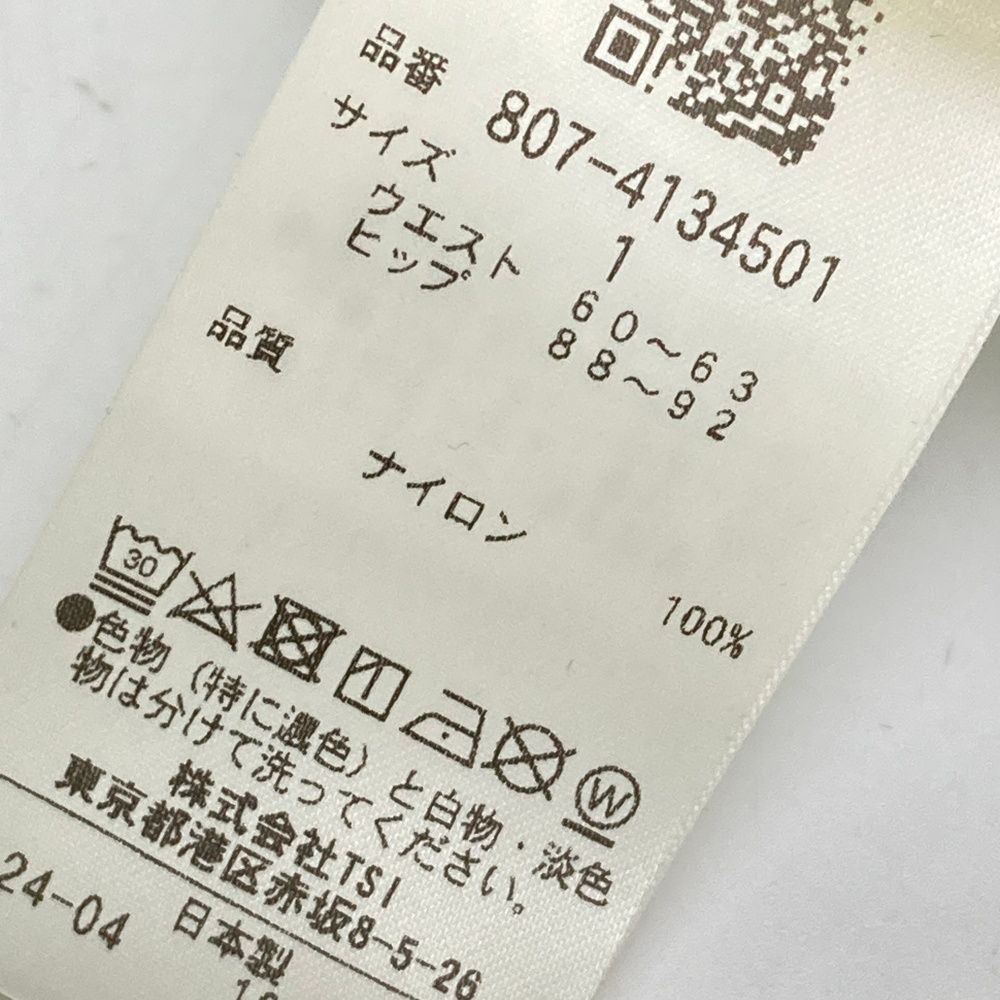 品番 807-4134501
サイズ 1
ウエスト 60~63
ヒップ 88~92
品質
ナイロン 100%
30
W
●色物(特に濃色)と白物・淡色
物は分けて洗ってください。
株式会社TSI
東京都港区赤坂8-5-26
24-04 日本製